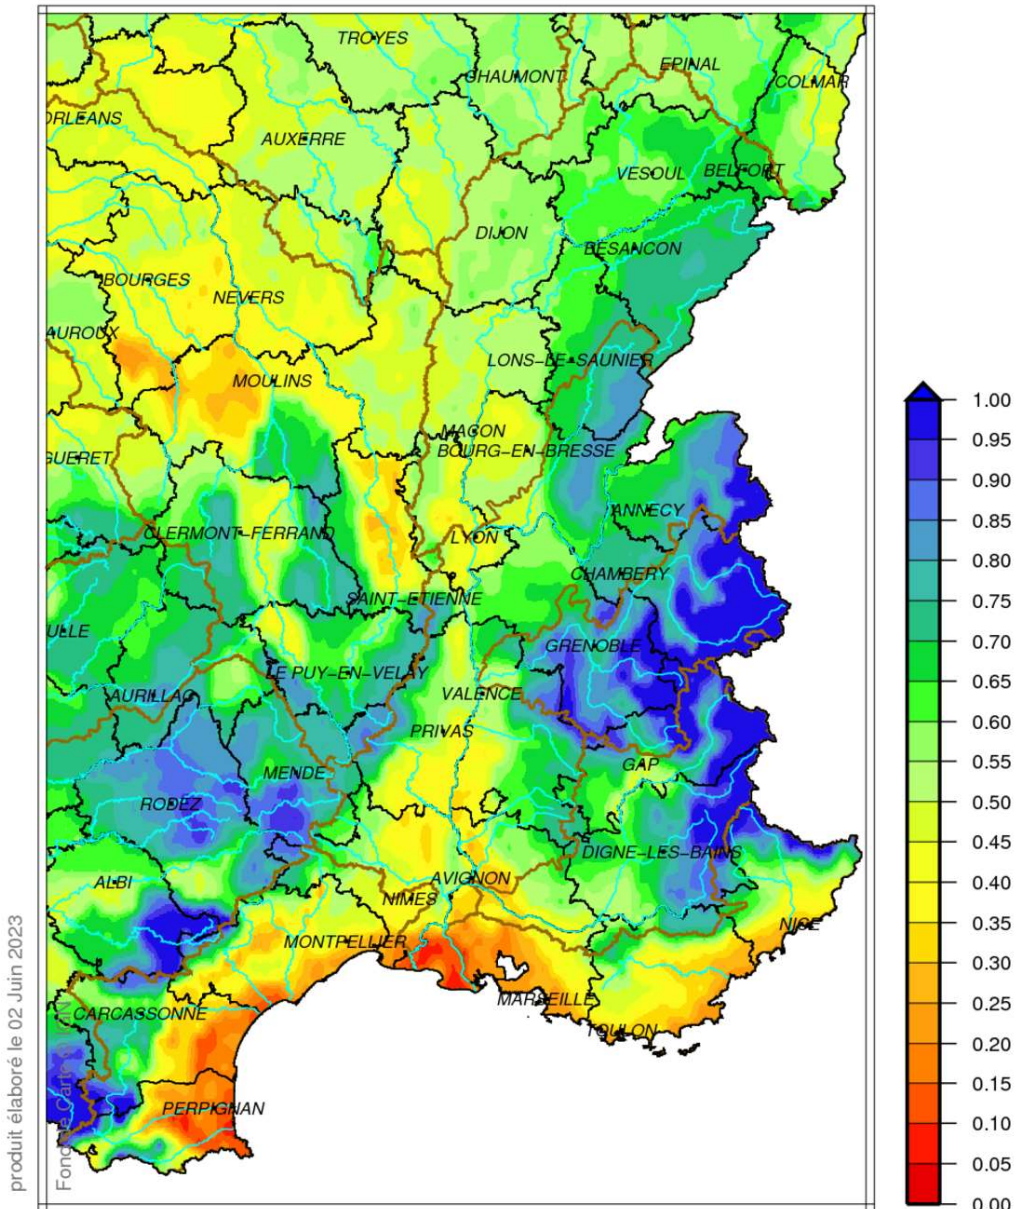 TROYES
CHAUMONT
EPINAL
COLMAR
ORLEANS
AUXERRE
VESOUL
BELFORT
DIJON
BESANCON
BOURGES
NEVERS
AUROUX
LONS-LE-SAUNIER
MOULINS
MACON
BOURG-EN-BRESSE
GUERET
ANNECY
CLERMONT-FERRAND
LYON
CHAMBERY
SAINT-ETIENNE
ULLE
GRENOBLE
LE PUY-EN-VELAY
AURILLAC
VALENCE
PRIVAS
GAP
MENDE
RODEZ
DIGNE-LES-BAINS
ALBI
AVIGNON
NIMES
NICE
MONTPELLIER
MARSEILLE
CARCASSONNE
TOULON
PERPIGNAN
1.00
0.95
0.90
0.85
0.80
0.75
0.70
0.65
0.60
0.55
0.50
0.45
0.40
0.35
0.30
0.25
0.20
0.15
0.10
0.05
0.00
produit élaboré le 02 Juin 2023
IGN